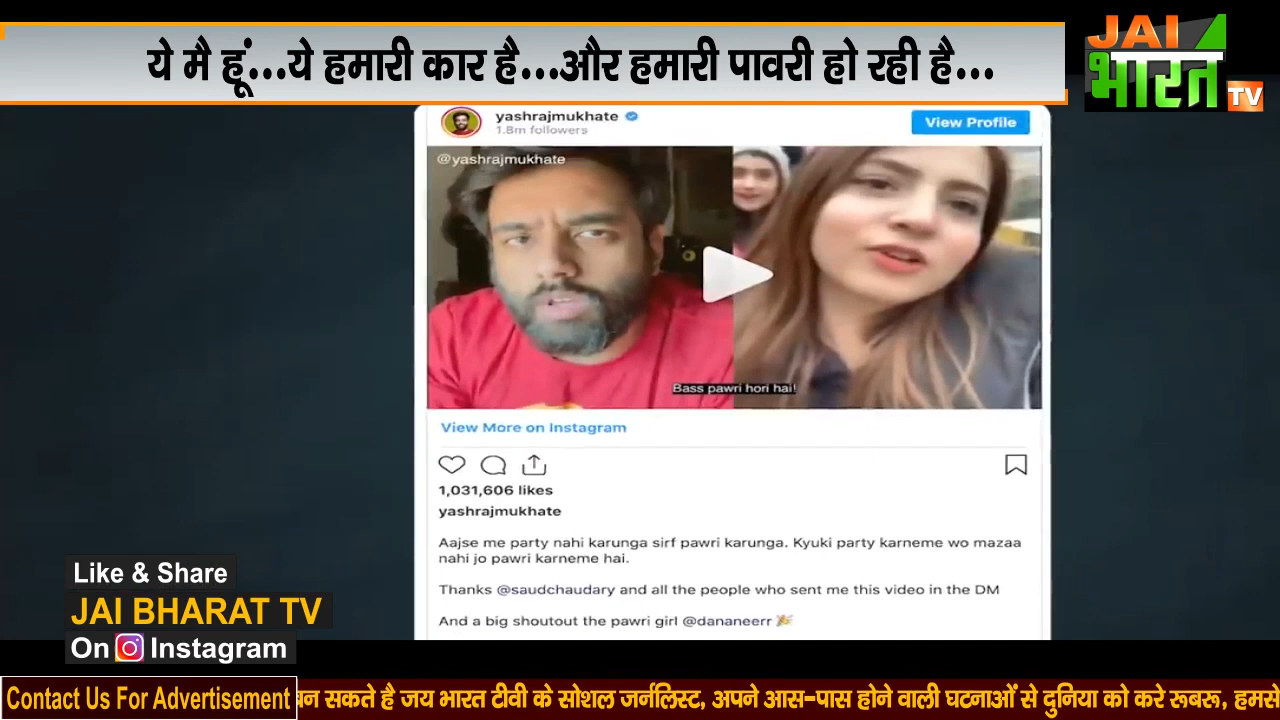 ये मै हूं...ये हमारी कार है...और हमारी पावरी हो रही है...
JAI
भारत
TV
yashrajmukhate
1.8m followers
View Profile
@yashrajmukhate
Bass pawri hori hai!
View More on Instagram
1,031,606 likes
yashrajmukhate
Aajse me party nahi karunga sirf pawri karunga. Kyuki party karneme wo mazaa
nahi jo pawri karneme hai.
Thanks @saudchaudary and all the people who sent me this video in the DM
And a big shoutout the pawri girl @dananeerr 🎉
Like & Share
JAI BHARAT TV
On Instagram
Contact Us For Advertisement
बन सकते है जय भारत टीवी के सोशल जर्नलिस्ट, अपने आस-पास होने वाली घटनाओं से दुनिया को करे रूबरू, हमसे